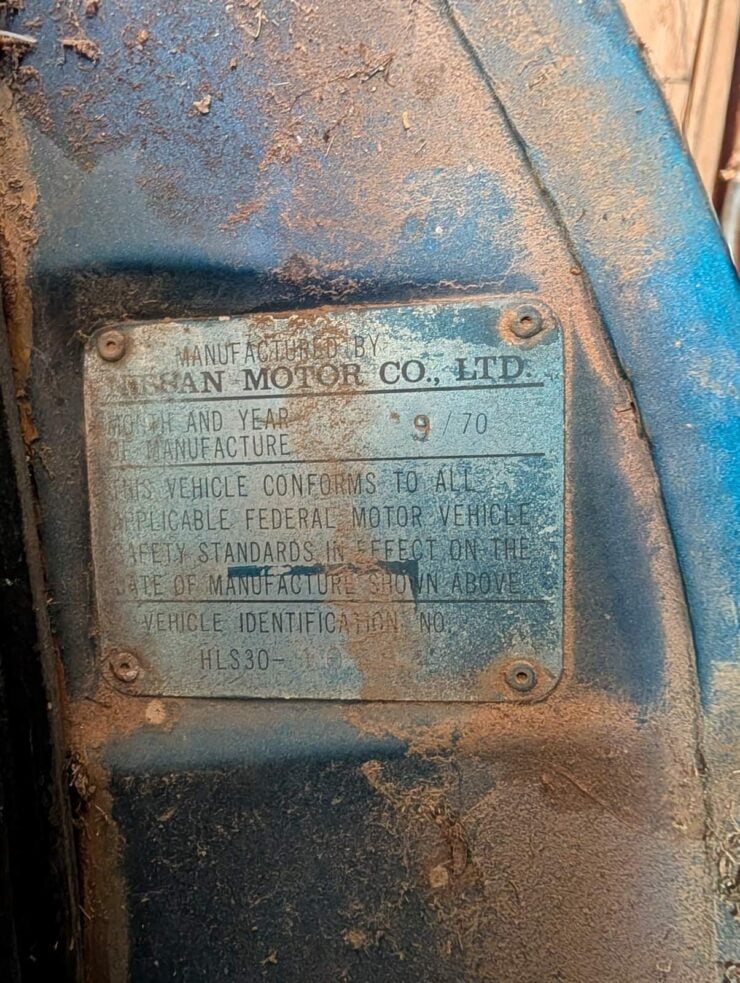 MANUFACTURED BY
NISSAN MOTOR CO., LTD.
MONTH AND YEAR
OF MANUFACTURE 9/70
THIS VEHICLE CONFORMS TO ALL
APPLICABLE FEDERAL MOTOR VEHICLE
SAFETY STANDARDS IN EFFECT ON THE
DATE OF MANUFACTURE SHOWN ABOVE
VEHICLE IDENTIFICATION NO.
HLS30-